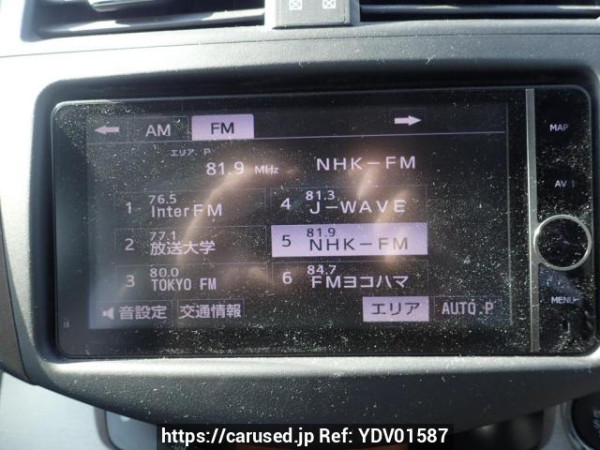 AM
FM
エリア P
81.9 MHz
NHK-FM
1 76.5 InterFM
4 81.3 J-WAVE
2 77.1 放送大学
5 81.9 NHK-FM
3 80.0 TOKYO FM
6 84.7 FMヨコハマ
音設定
交通情報
エリア
AUTO.P
MAP
AV
MENU
https://carused.jp Ref: YDV01587